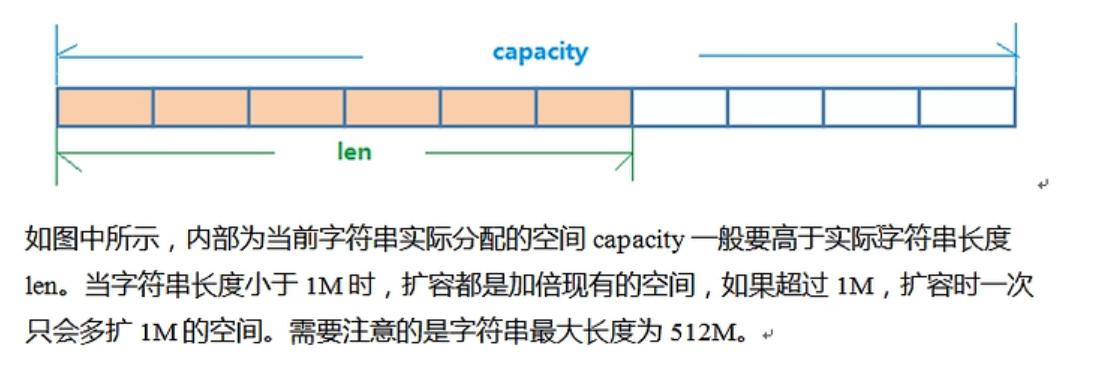 capacity
len
如图中所示，内部为当前字符串实际分配的空间 capacity 一般要高于实际字符串长度
len。当字符串长度小于 1M 时，扩容都是加倍现有的空间，如果超过 1M，扩容时一次
只会多扩 1M 的空间。需要注意的是字符串最大长度为 512M。